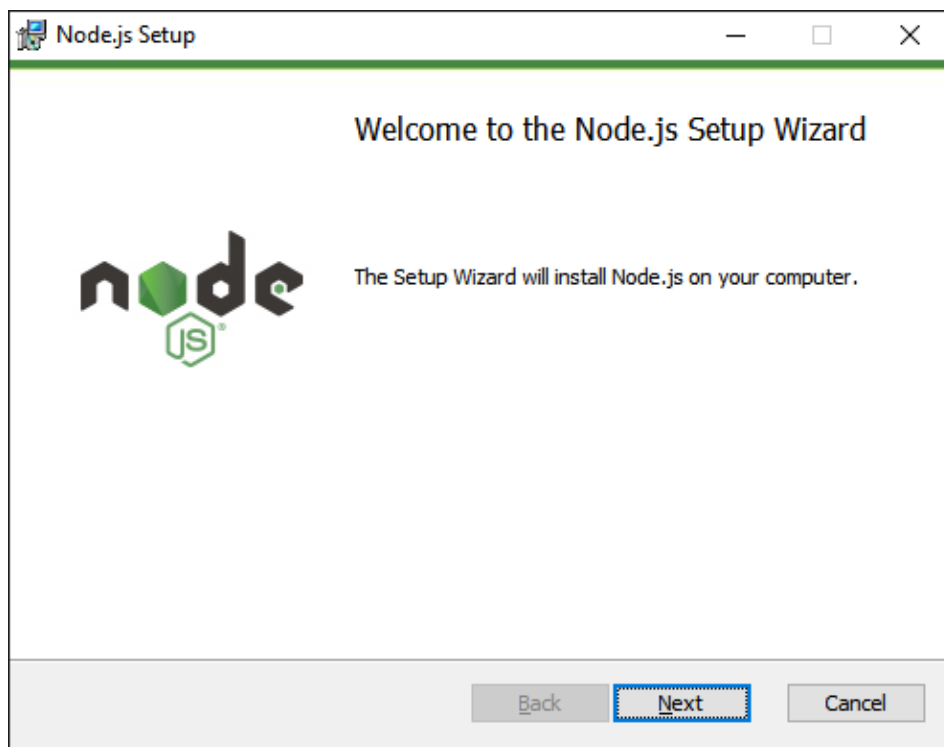 Node.js Setup
Welcome to the Node.js Setup Wizard
The Setup Wizard will install Node.js on your computer.
node
JS®
Back
Next
Cancel